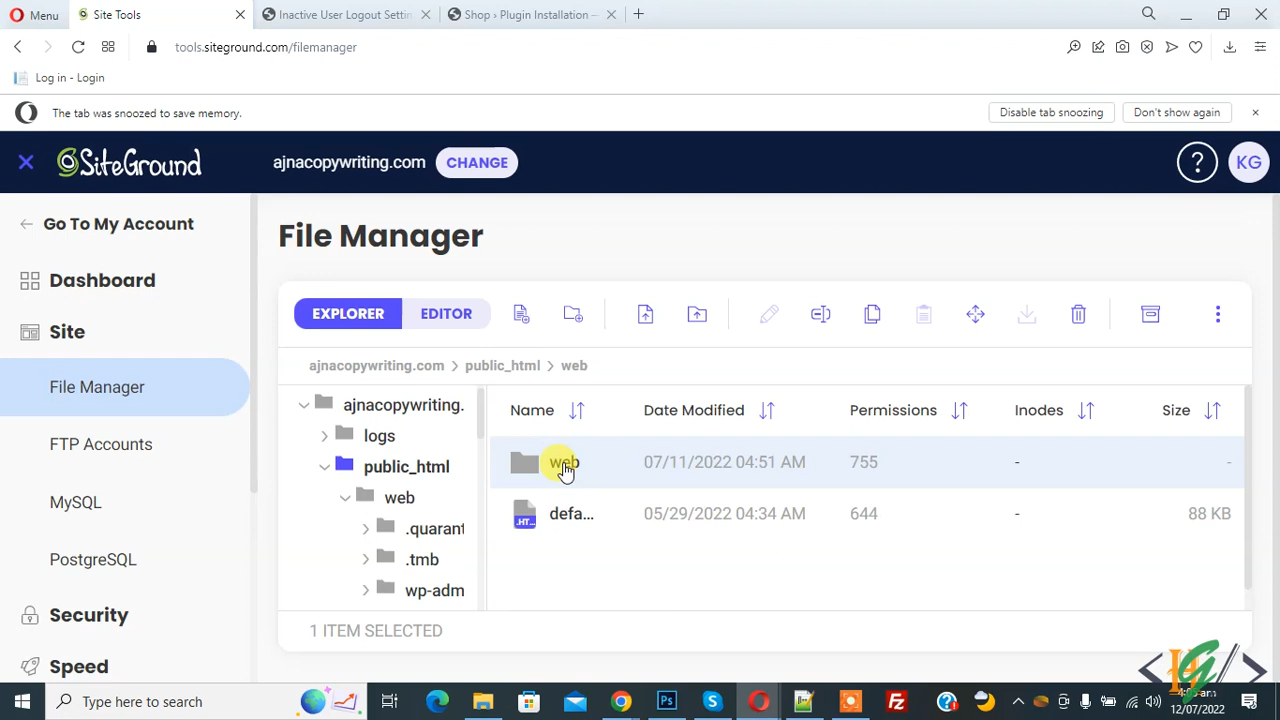 Menu
Site Tools
Inactive User Logout Settin
Shop › Plugin Installation —
tools.siteground.com/filemanager
Log in - Login
The tab was snoozed to save memory.
Disable tab snoozing
Don't show again
SiteGround
ajnacopywriting.com
CHANGE
?
KG
Go To My Account
Dashboard
Site
File Manager
FTP Accounts
MySQL
PostgreSQL
Security
Speed
File Manager
EXPLORER
EDITOR
ajnacopywriting.com > public_html > web
ajnacopywriting.
logs
public_html
web
.quarant
.tmb
wp-adm
Name
Date Modified
Permissions
Inodes
Size
web
07/11/2022 04:51 AM
755
-
-
.HT...
defa...
05/29/2022 04:34 AM
644
-
88 KB
1 ITEM SELECTED
Type here to search
12/07/2022